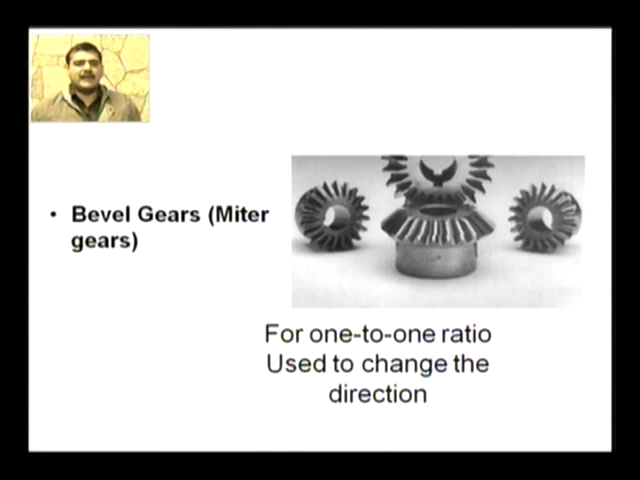 • Bevel Gears (Miter
gears)
For one-to-one ratio
Used to change the
direction